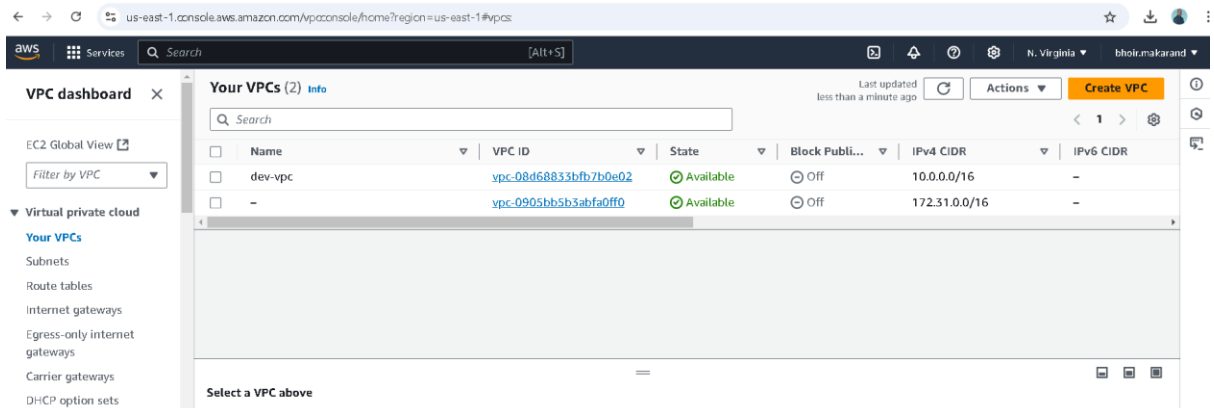 us-east-1.console.aws.amazon.com/vpcconsole/home?region=us-east-1#vpcs:
aws Services Search [Alt+S] N. Virginia bhoir.makarand
VPC dashboard
EC2 Global View
Filter by VPC
Virtual private cloud
Your VPCs
Subnets
Route tables
Internet gateways
Egress-only internet
gateways
Carrier gateways
DHCP option sets
Your VPCs (2) Info
Last updated
less than a minute ago
Actions
Create VPC
Search
1
Name VPC ID State Block Publi... IPv4 CIDR IPv6 CIDR
dev-vpc vpc-08d68833bfb7b0e02 Available Off 10.0.0.0/16 –
– vpc-0905bb5b3abfa0ff0 Available Off 172.31.0.0/16 –
Select a VPC above